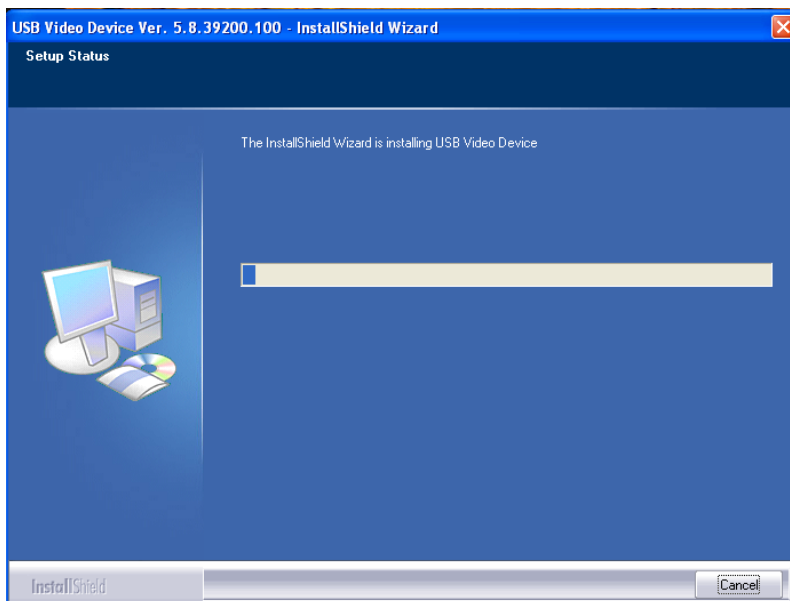 USB Video Device Ver. 5.8.39200.100 - InstallShield Wizard
Setup Status
The InstallShield Wizard is installing USB Video Device
InstallShield
Cancel